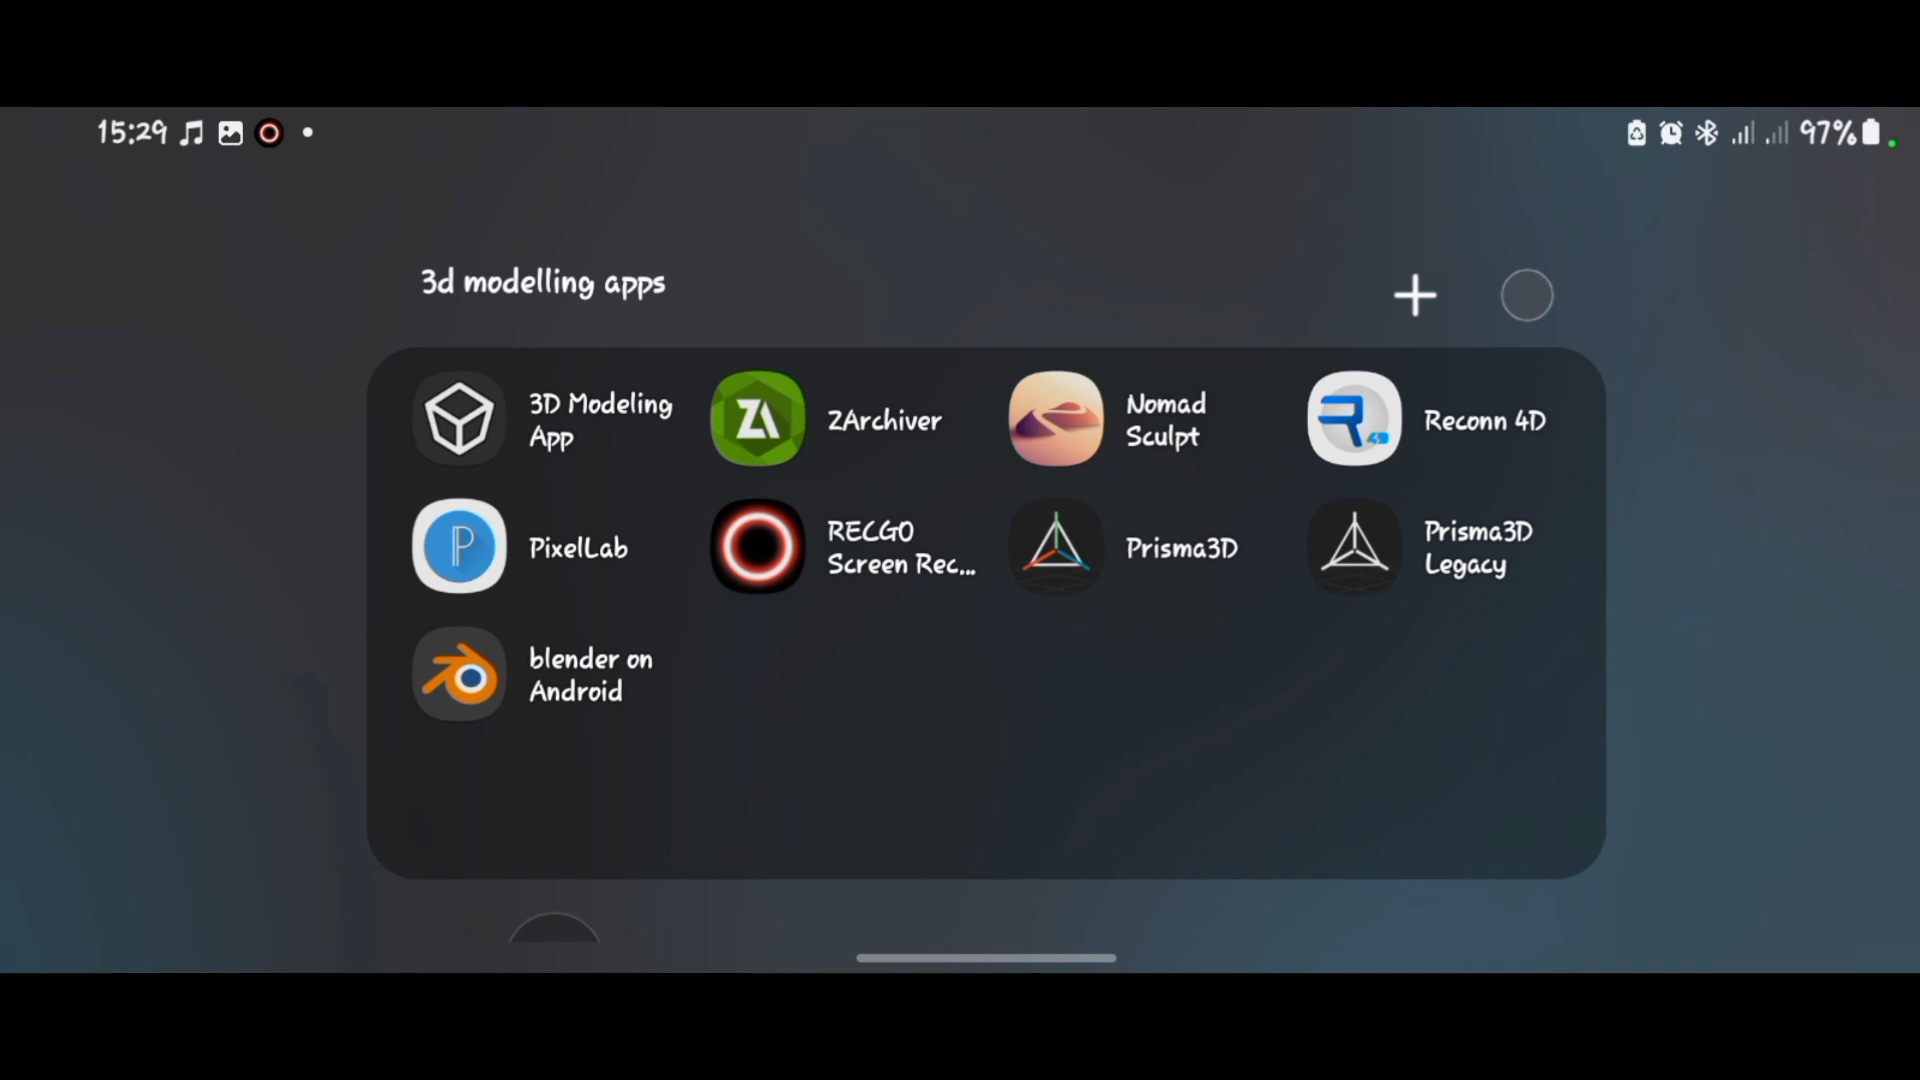 15:29
97%
3d modelling apps
3D Modeling
App
ZArchiver
Nomad
Sculpt
Reconn 4D
PixelLab
RECGO
Screen Rec...
Prisma3D
Prisma3D
Legacy
blender on
Android